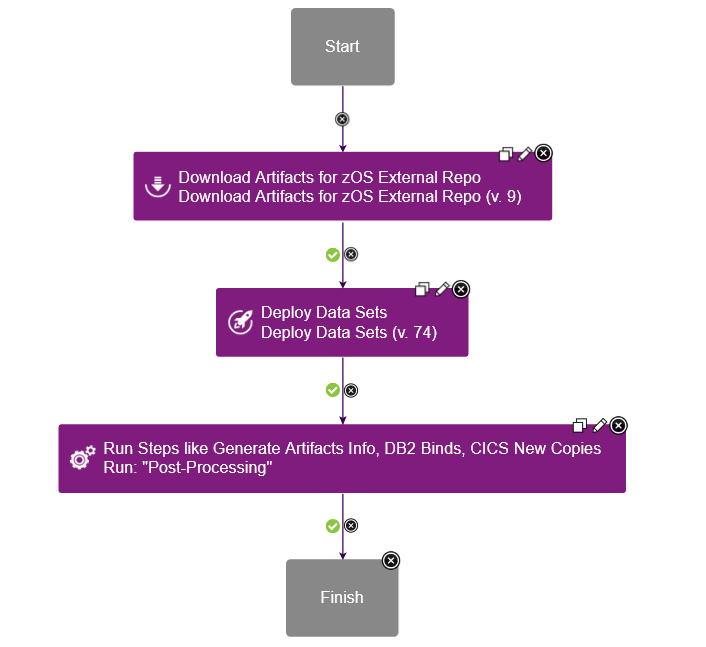 Start
Download Artifacts for zOS External Repo
Download Artifacts for zOS External Repo (v. 9)
Deploy Data Sets
Deploy Data Sets (v. 74)
Run Steps like Generate Artifacts Info, DB2 Binds, CICS New Copies
Run: "Post-Processing"
Finish